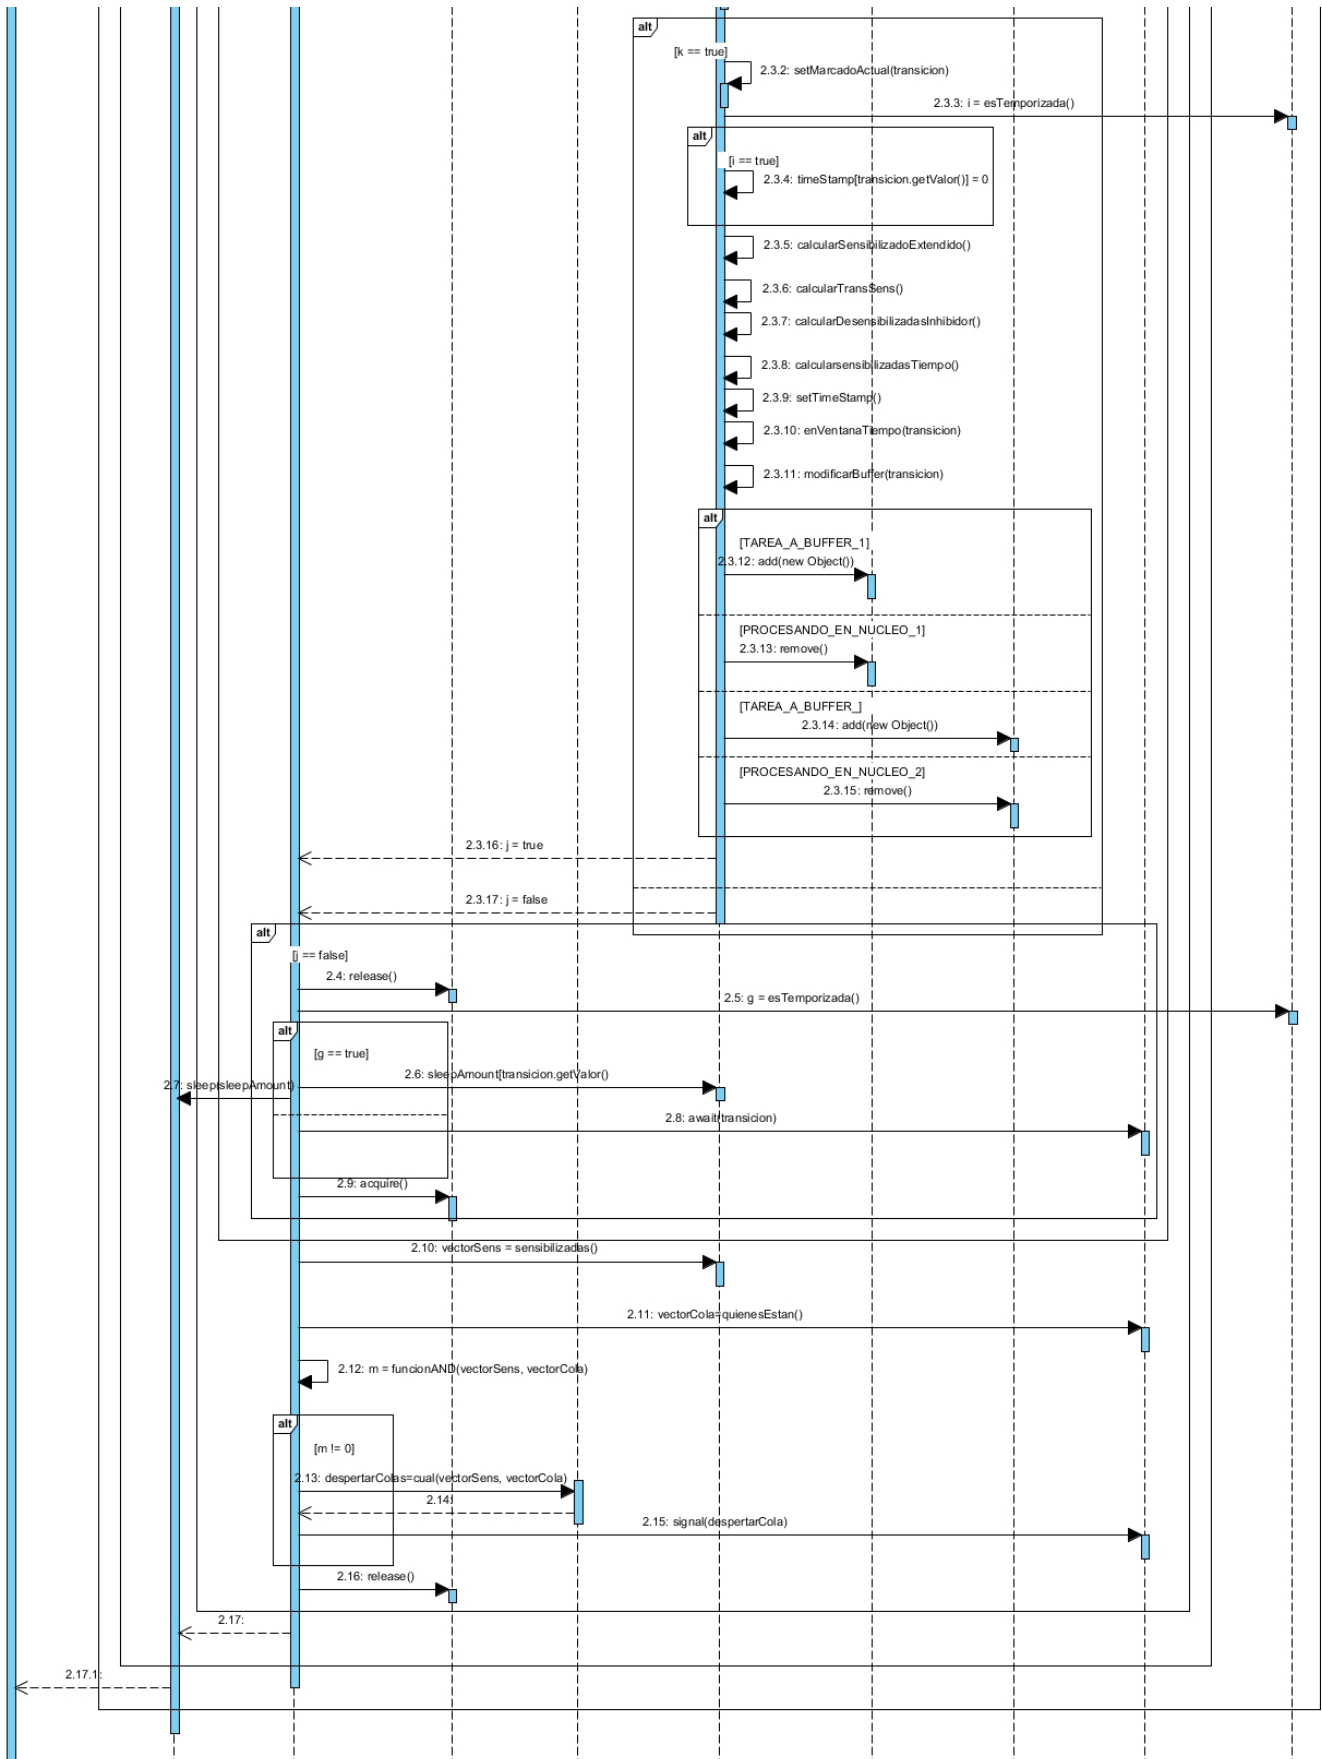 alt
[k == true]
2.3.2: setMarcadoActual(transicion)
2.3.3: i = esTemporizada()
alt
[i == true]
2.3.4: timeStamp[transicion.getValor()] = 0
2.3.5: calcularSensibilizadoExtendido()
2.3.6: calcularTransSens()
2.3.7: calcularDesensibilizadasInhibidor()
2.3.8: calcularsensibilizadasTiempo()
2.3.9: setTimeStamp()
2.3.10: enVentanaTiempo(transicion)
2.3.11: modificarBuffer(transicion)
alt
[TAREA_A_BUFFER_1]
2.3.12: add(new Object())
[PROCESANDO_EN_NUCLEO_1]
2.3.13: remove()
[TAREA_A_BUFFER_]
2.3.14: add(new Object())
[PROCESANDO_EN_NUCLEO_2]
2.3.15: remove()
2.3.16: j = true
2.3.17: j = false
alt
[j == false]
2.4: release()
2.5: g = esTemporizada()
alt
[g == true]
2.6: sleepAmount[transicion.getValor()
2.7: sleep(sleepAmount)
2.8: await(transicion)
2.9: acquire()
2.10: vectorSens = sensibilizadas()
2.11: vectorCola=quienesEstan()
2.12: m = funcionAND(vectorSens, vectorCola)
alt
[m != 0]
2.13: despertarColas=cual(vectorSens, vectorCola)
2.14:
2.15: signal(despertarCola)
2.16: release()
2.17:
2.17.1: